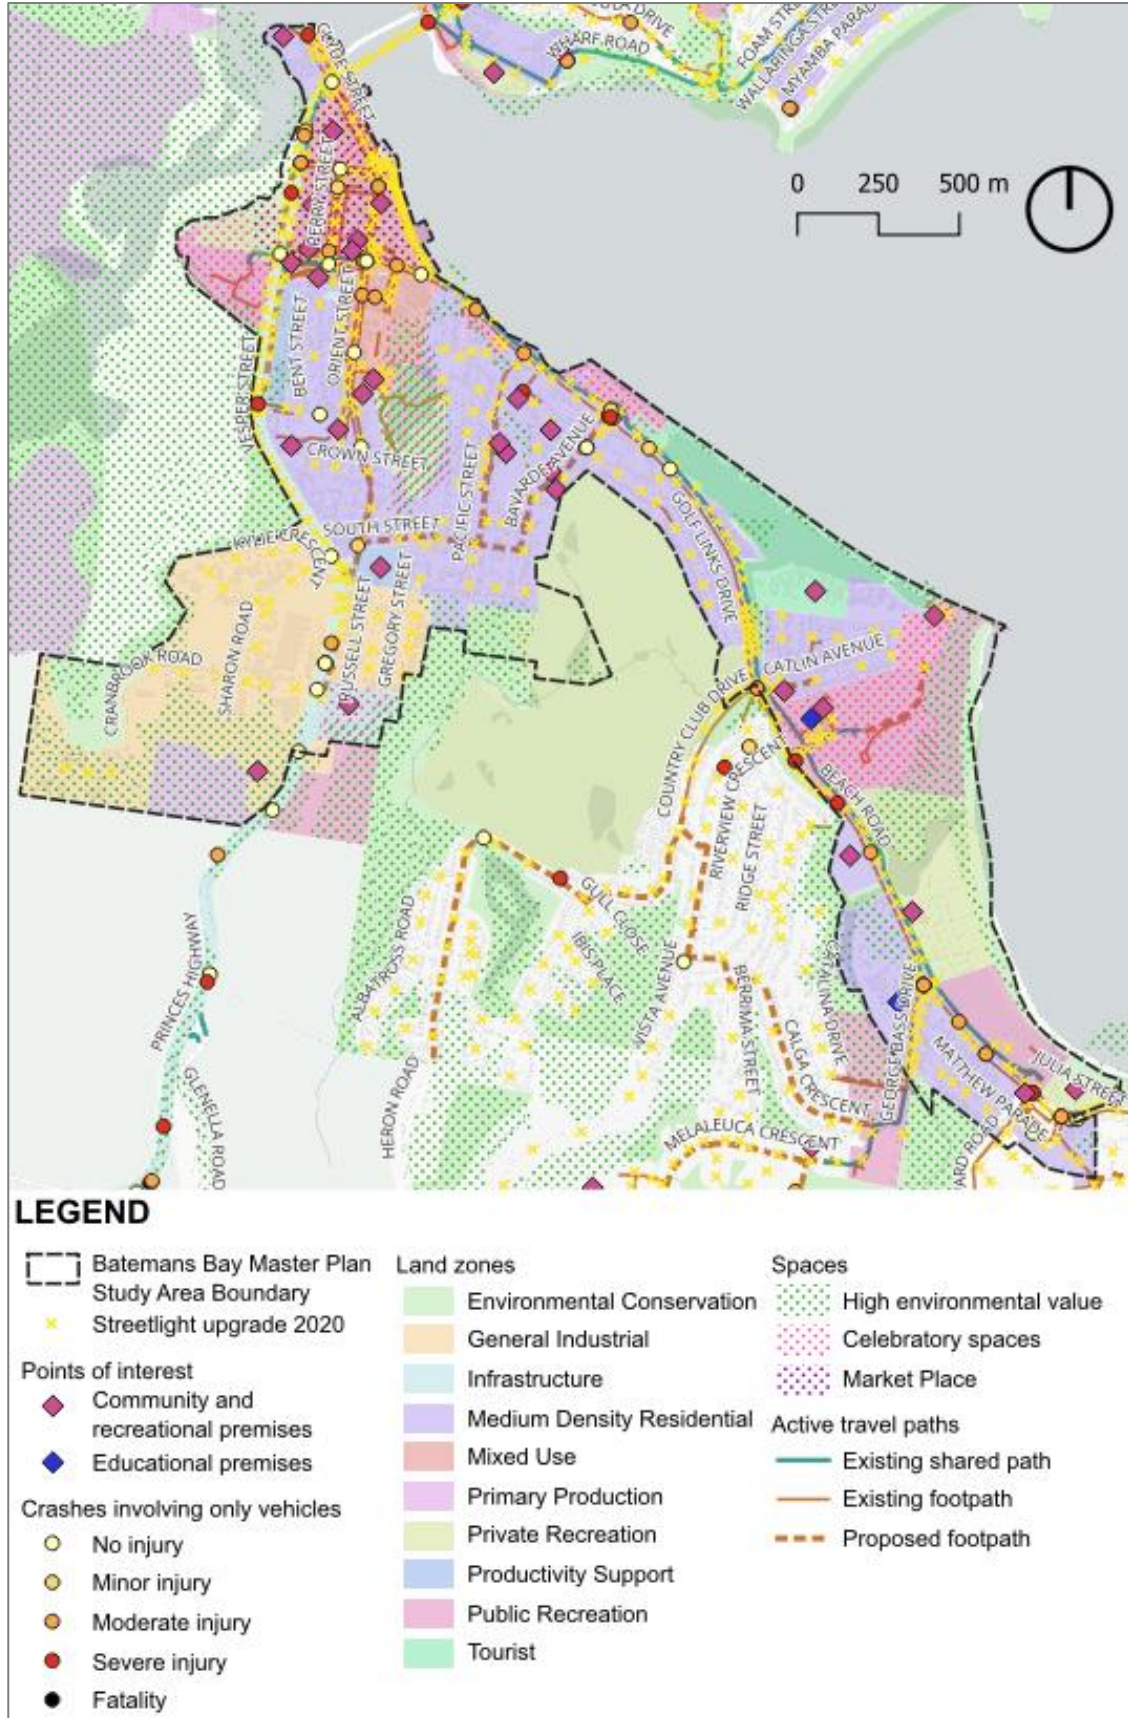 CLYDE STREET
WHARF ROAD
DRIVE
FOAM STREET
WALLARINGA STREET
MYAMBA PARADE
0 250 500 m
PERRY STREET
ORIENT STREET
BENT STREET
VESPER STREET
CROWN STREET
PACIFIC STREET
BAVARDE AVENUE
GOLF LINKS DRIVE
SOUTH STREET
KYLIE CRESCENT
RUSSELL STREET
GREGORY STREET
SHARON ROAD
CRANBROOK ROAD
CATLIN AVENUE
COUNTRY CLUB DRIVE
BEACH ROAD
RIVERVIEW CRESCENT
RIDGE STREET
GULL CLOSE
IBIS PLACE
ALBATROSS ROAD
VISTA AVENUE
BERRIMA STREET
CATALINA DRIVE
CALGA CRESCENT
GEORGE BASS DRIVE
MATTHEW PARADE
JULIA STREET
PRINCES HIGHWAY
GLENELLA ROAD
HERON ROAD
MELALEUCA CRESCENT
ARD ROAD
LEGEND
Batemans Bay Master Plan
Study Area Boundary
Streetlight upgrade 2020
Points of interest
Community and
recreational premises
Educational premises
Crashes involving only vehicles
No injury
Minor injury
Moderate injury
Severe injury
Fatality
Land zones
Environmental Conservation
General Industrial
Infrastructure
Medium Density Residential
Mixed Use
Primary Production
Private Recreation
Productivity Support
Public Recreation
Tourist
Spaces
High environmental value
Celebratory spaces
Market Place
Active travel paths
Existing shared path
Existing footpath
Proposed footpath